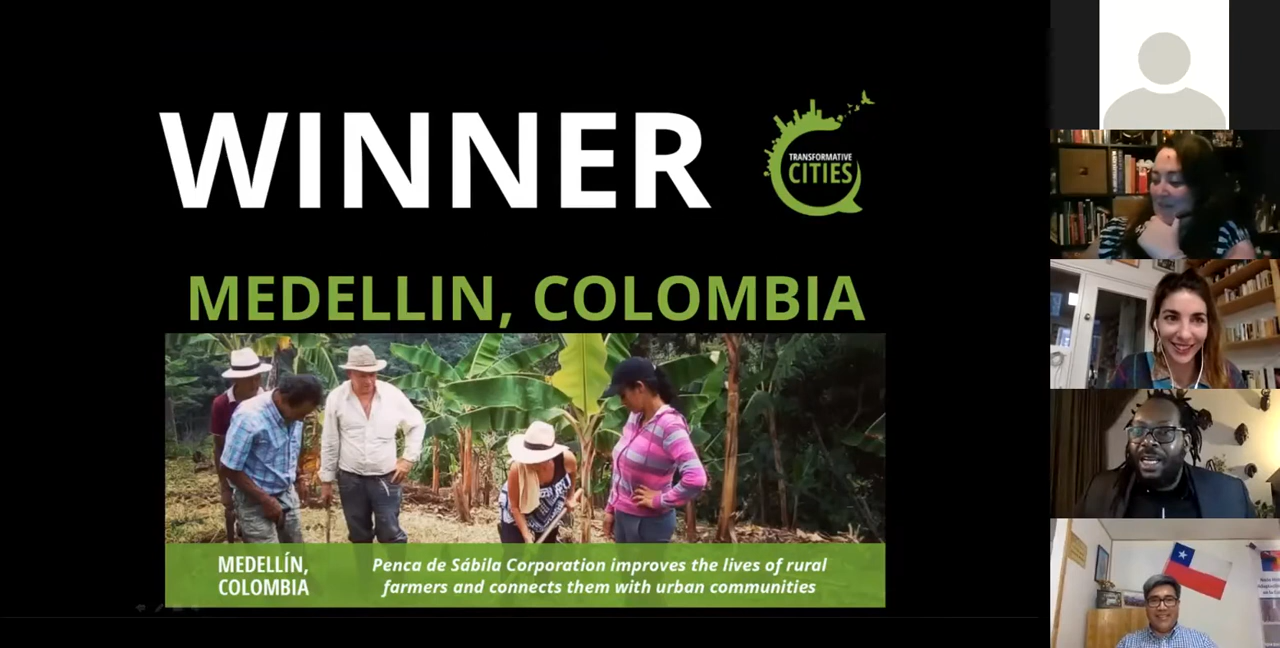 WINNER
TRANSFORMATIVE
CITIES
MEDELLIN, COLOMBIA
MEDELLÍN,
COLOMBIA
Penca de Sábila Corporation improves the lives of rural
farmers and connects them with urban communities